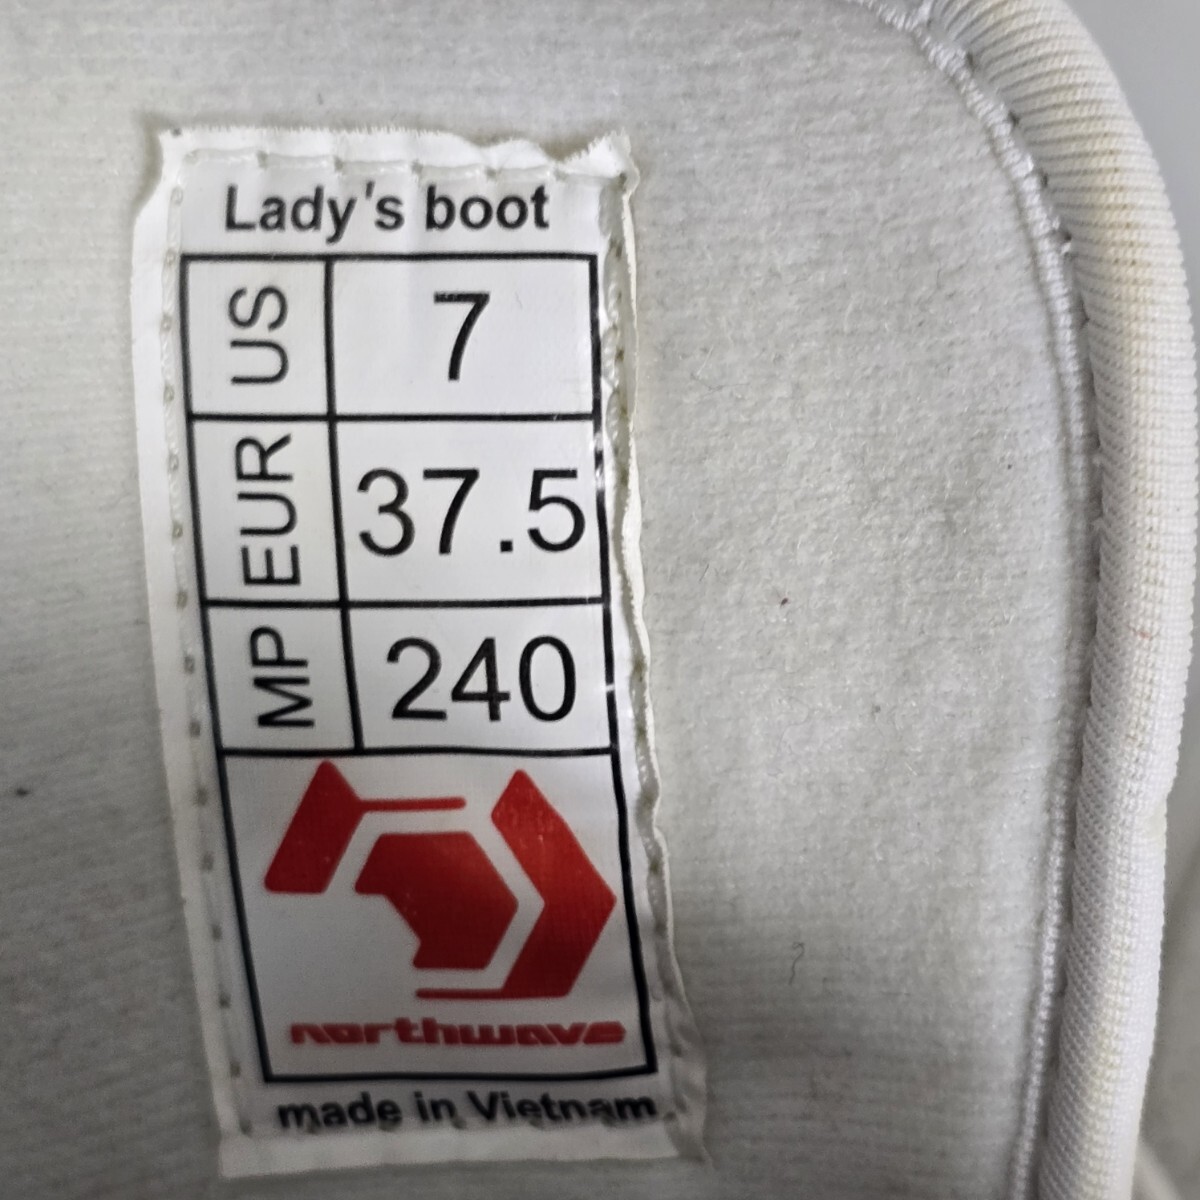 Lady's boot
US 7
EUR 37.5
MP 240
northwave
made in Vietnam